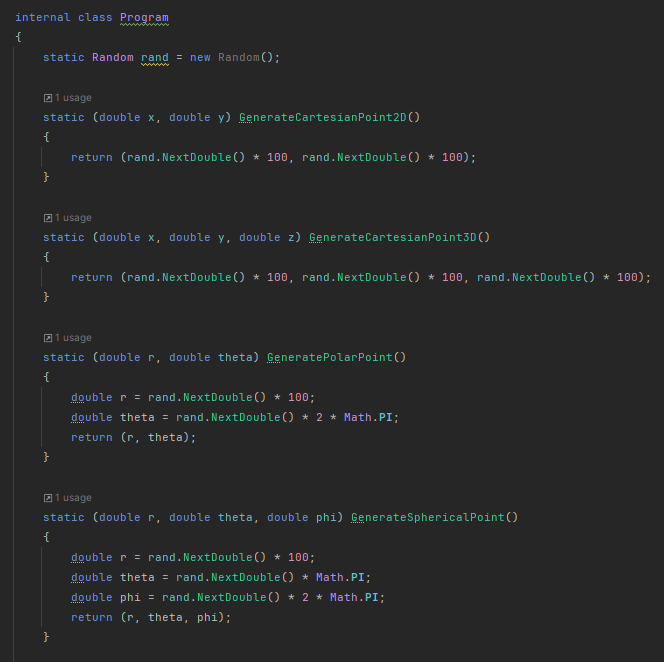 internal class Program
{
    static Random rand = new Random();

    1 usage
    static (double x, double y) GenerateCartesianPoint2D()
    {
        return (rand.NextDouble() * 100, rand.NextDouble() * 100);
    }

    1 usage
    static (double x, double y, double z) GenerateCartesianPoint3D()
    {
        return (rand.NextDouble() * 100, rand.NextDouble() * 100, rand.NextDouble() * 100);
    }

    1 usage
    static (double r, double theta) GeneratePolarPoint()
    {
        double r = rand.NextDouble() * 100;
        double theta = rand.NextDouble() * 2 * Math.PI;
        return (r, theta);
    }

    1 usage
    static (double r, double theta, double phi) GenerateSphericalPoint()
    {
        double r = rand.NextDouble() * 100;
        double theta = rand.NextDouble() * Math.PI;
        double phi = rand.NextDouble() * 2 * Math.PI;
        return (r, theta, phi);
    }